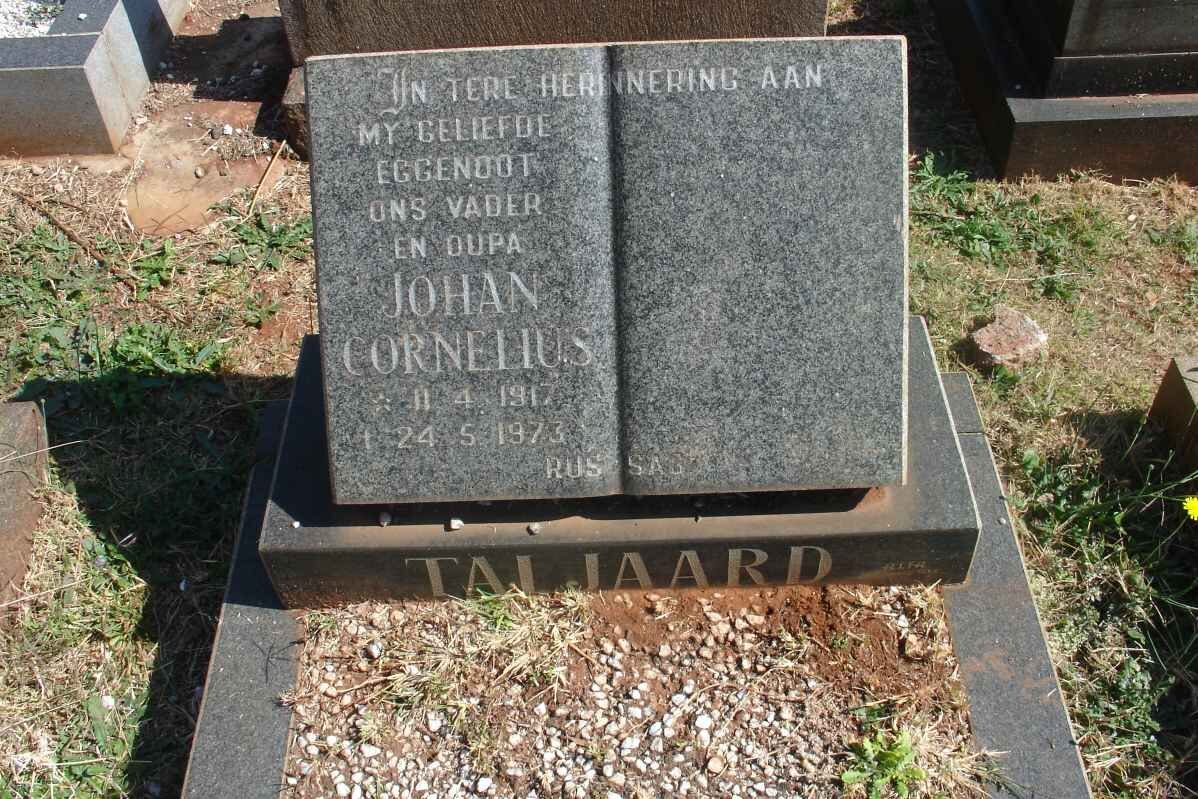 In TERE HERINNERING AAN
MY GELIEFDE
EGGENOOT
ONS VADER
EN OUPA
JOHAN
CORNELIUS
☆ 11. 4. 1917
† 24. 5. 1973
RUS SAG
TALJAARD